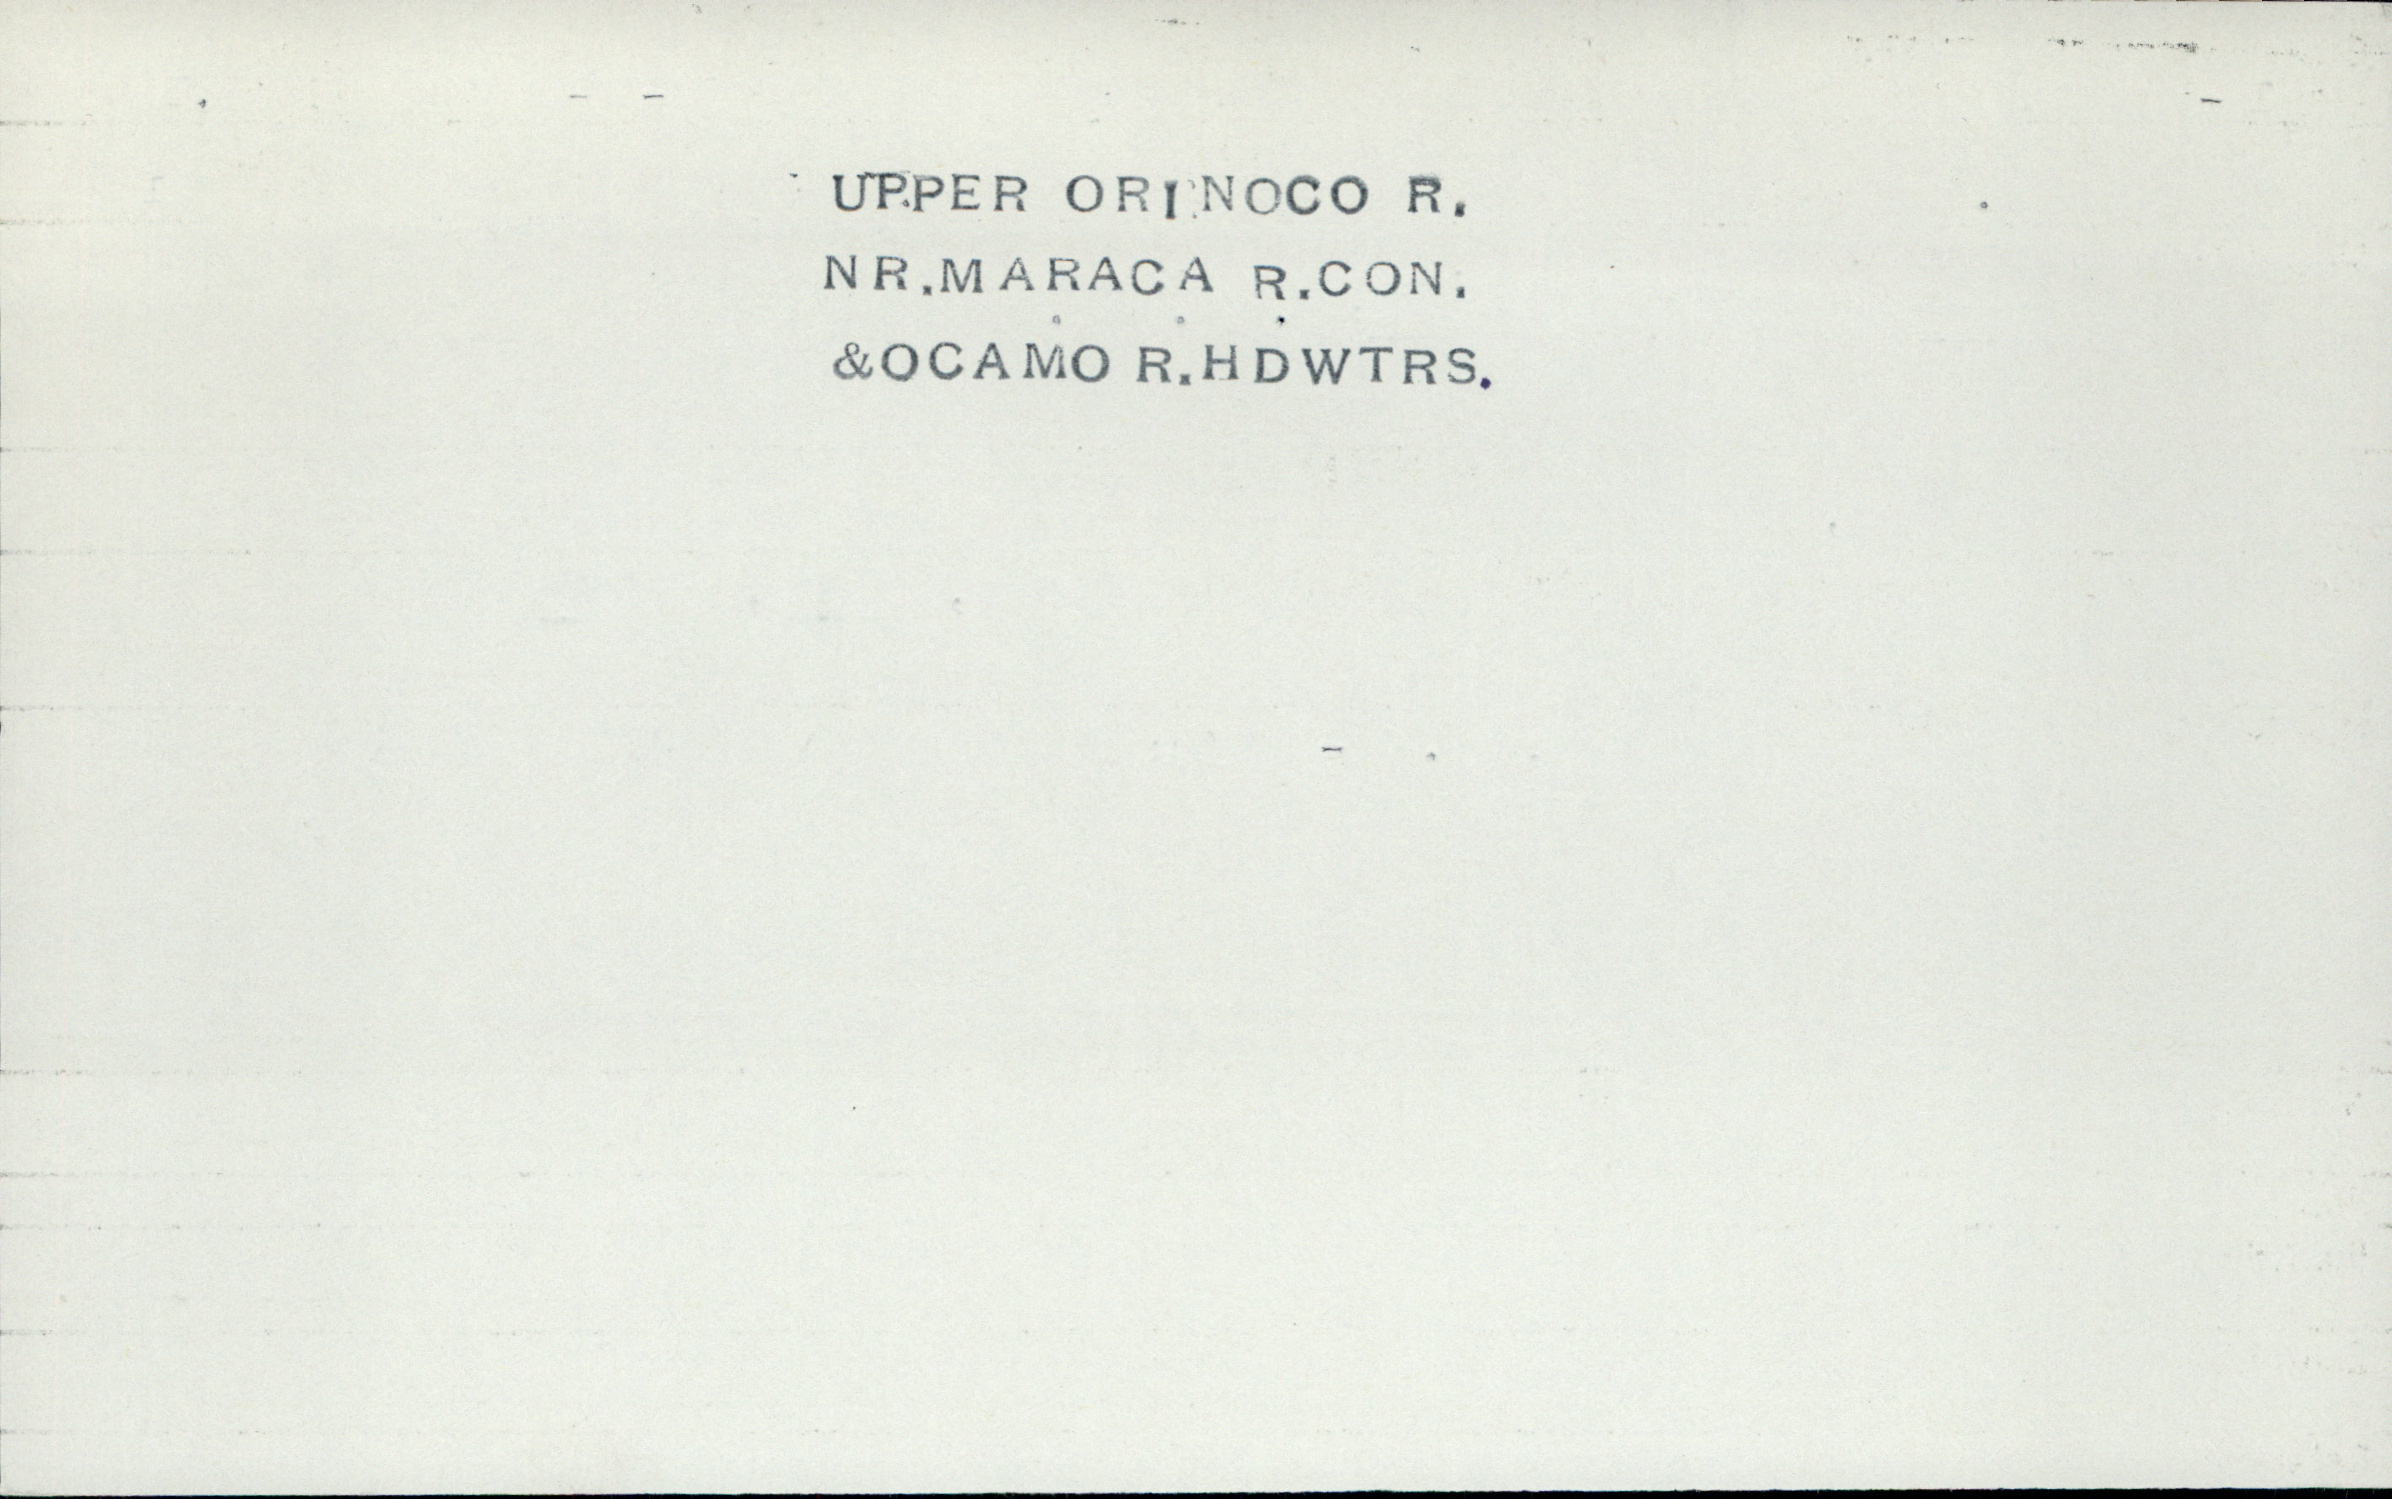 UPPER ORINOCO R.
NR.MARACA R.CON.
&OCAMO R.HDWTRS.